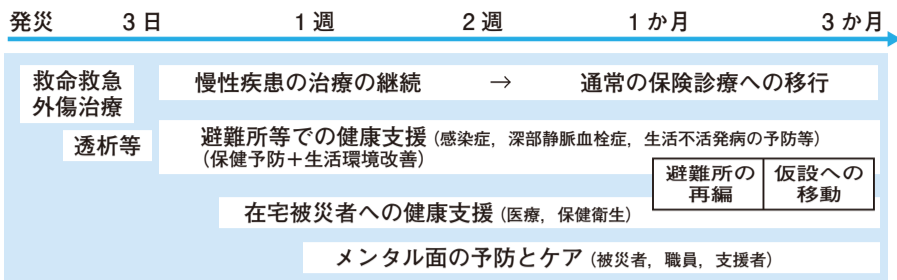 発災 3日 1週 2週 1か月 3か月
救命救急
外傷治療
慢性疾患の治療の継続 → 通常の保険診療への移行
透析等
避難所等での健康支援(感染症,深部静脈血栓症,生活不活発病の予防等)
(保健予防+生活環境改善)
避難所の
再編
仮設への
移動
在宅被災者への健康支援(医療,保健衛生)
メンタル面の予防とケア(被災者,職員,支援者)